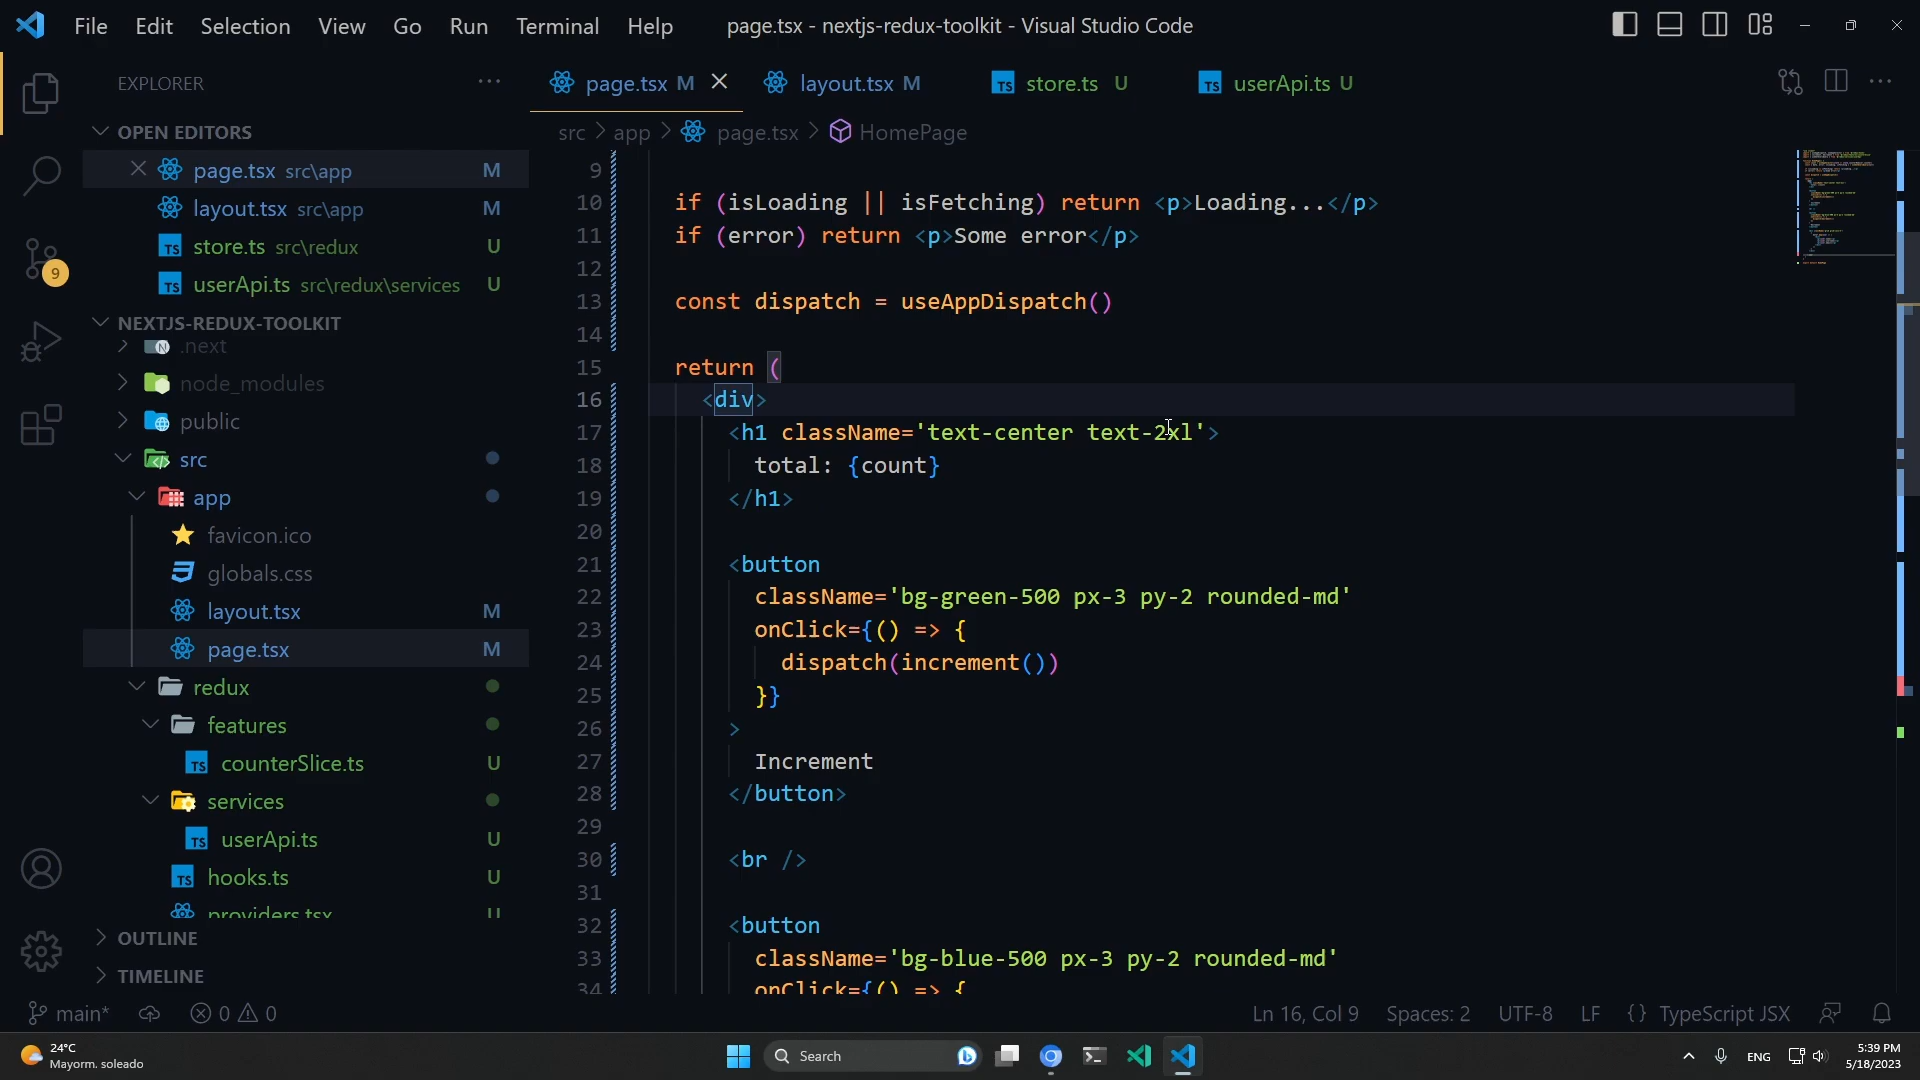 File Edit Selection View Go Run Terminal Help
page.tsx - nextjs-redux-toolkit - Visual Studio Code
EXPLORER
page.tsx M
layout.tsx M
store.ts U
userApi.ts U
OPEN EDITORS
src > app > page.tsx > HomePage
page.tsx src\app M
layout.tsx src\app M
store.ts src\redux U
userApi.ts src\redux\services U
NEXTJS-REDUX-TOOLKIT
.next
node_modules
public
src
app
favicon.ico
globals.css
layout.tsx M
page.tsx M
redux
features
counterSlice.ts U
services
userApi.ts U
hooks.ts U
providers.tsx U
OUTLINE
TIMELINE
9
9
10 if (isLoading || isFetching) return <p>Loading...</p>
11 if (error) return <p>Some error</p>
12
13 const dispatch = useAppDispatch()
14
15 return (
16 <div>
17 <h1 className='text-center text-2xl'>
18 total: {count}
19 </h1>
20
21 <button
22 className='bg-green-500 px-3 py-2 rounded-md'
23 onClick={() => {
24 dispatch(increment())
25 }}
26 >
27 Increment
28 </button>
29
30 <br />
31
32 <button
33 className='bg-blue-500 px-3 py-2 rounded-md'
34 onClick={() => {
main* 0 0
Ln 16, Col 9 Spaces: 2 UTF-8 LF {} TypeScript JSX
24°C
Mayorm. soleado
Search
ENG
5:39 PM
5/18/2023